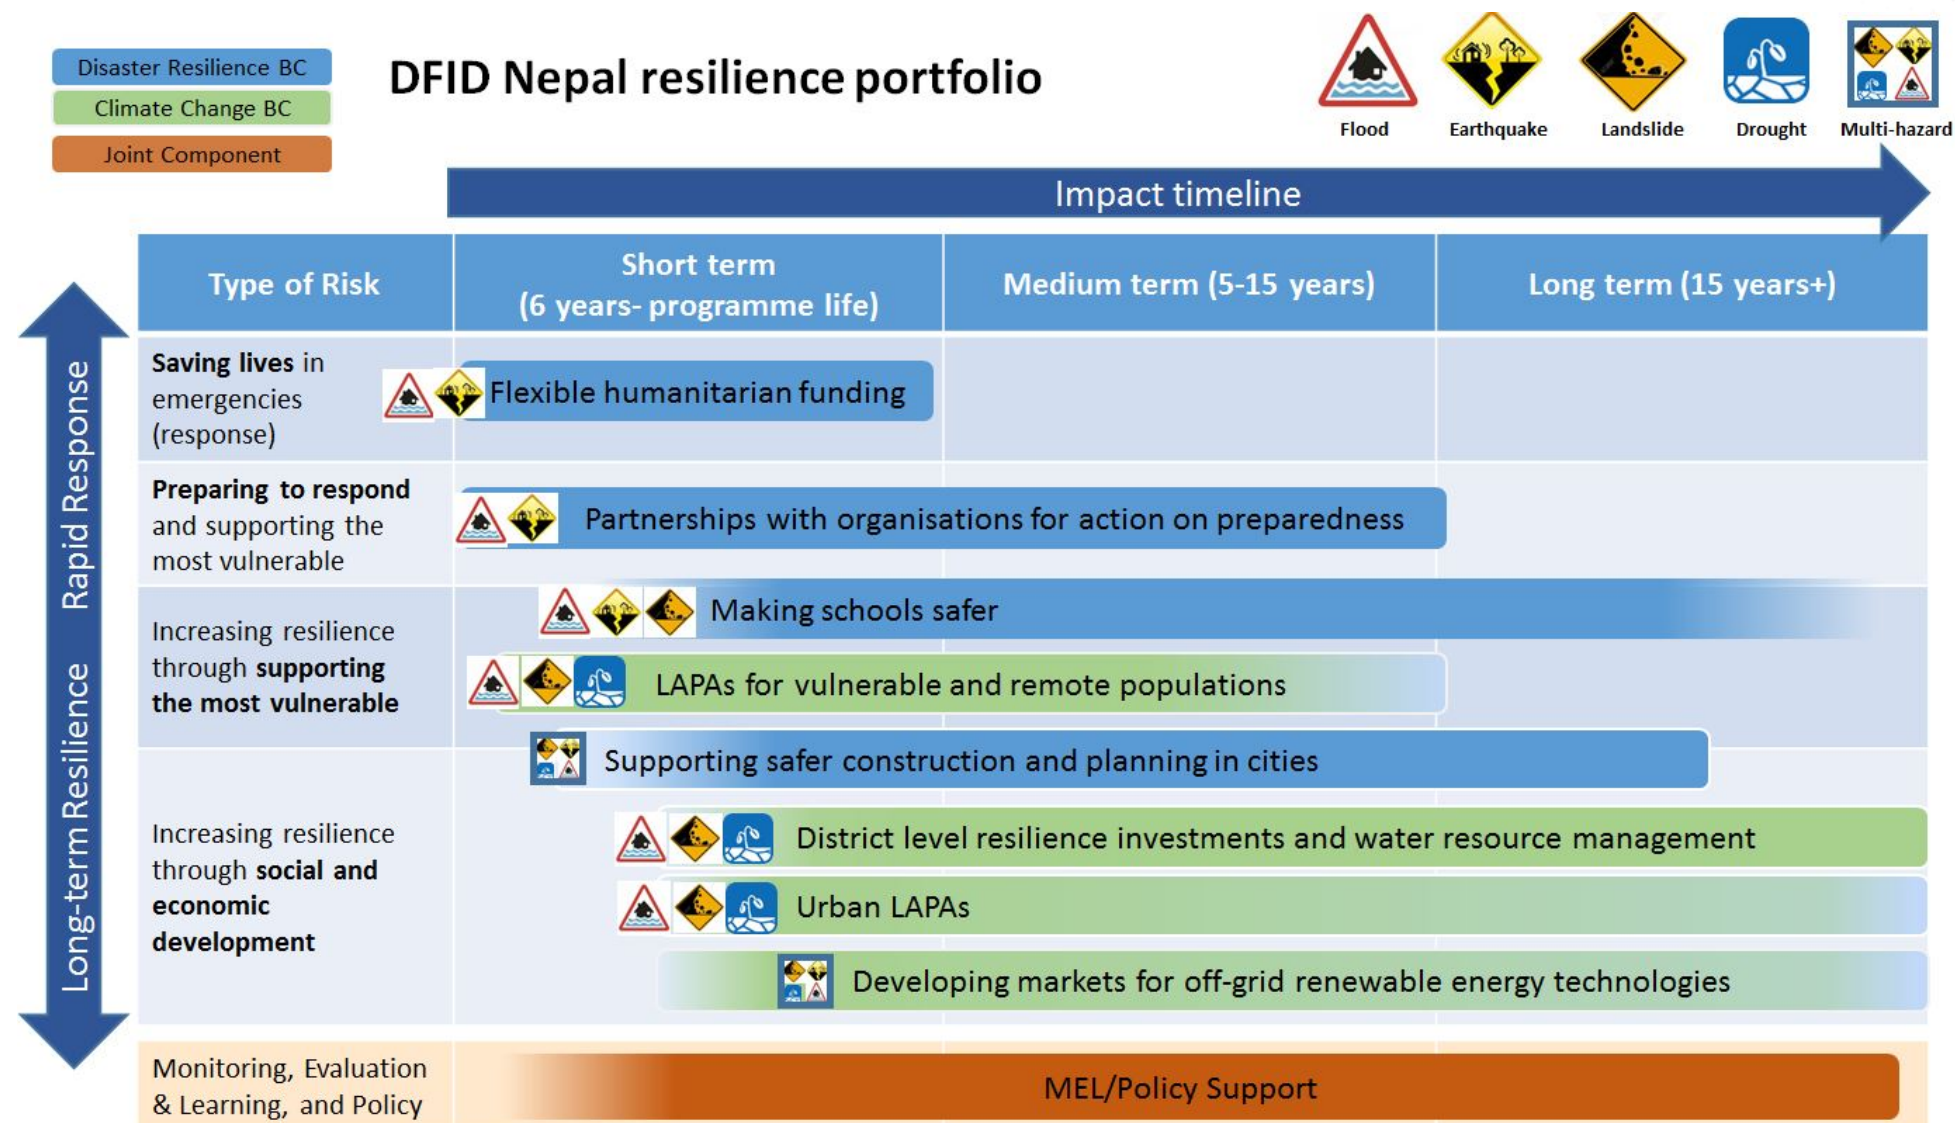 Disaster Resilience BC
Climate Change BC
Joint Component
DFID Nepal resilience portfolio
Flood
Earthquake
Landslide
Drought
Multi-hazard
Impact timeline
Rapid Response
Long-term Resilience
Type of Risk
Short term
(6 years- programme life)
Medium term (5-15 years)
Long term (15 years+)
Saving lives in
emergencies
(response)
Flexible humanitarian funding
Preparing to respond
and supporting the
most vulnerable
Partnerships with organisations for action on preparedness
Increasing resilience
through supporting
the most vulnerable
Making schools safer
LAPAs for vulnerable and remote populations
Supporting safer construction and planning in cities
Increasing resilience
through social and
economic
development
District level resilience investments and water resource management
Urban LAPAs
Developing markets for off-grid renewable energy technologies
Monitoring, Evaluation
& Learning, and Policy
MEL/Policy Support